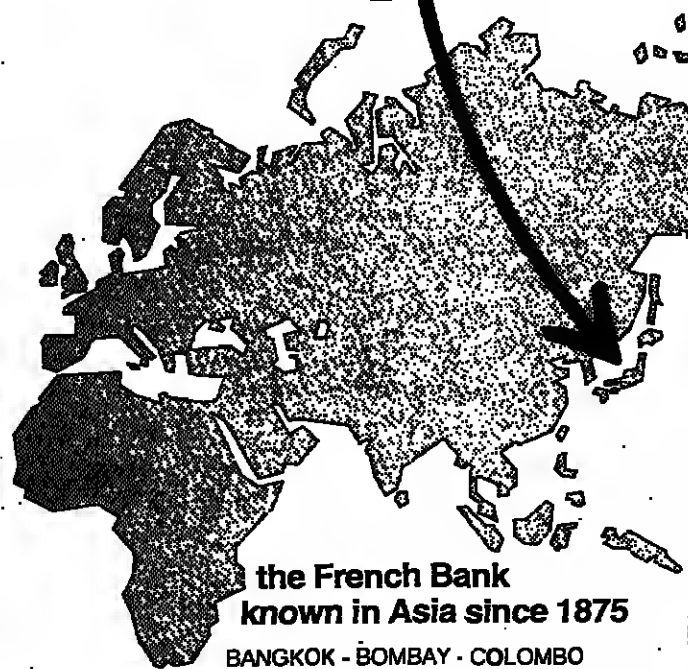 the French Bank
known in Asia since 1875
BANGKOK - BOMBAY - COLOMBO